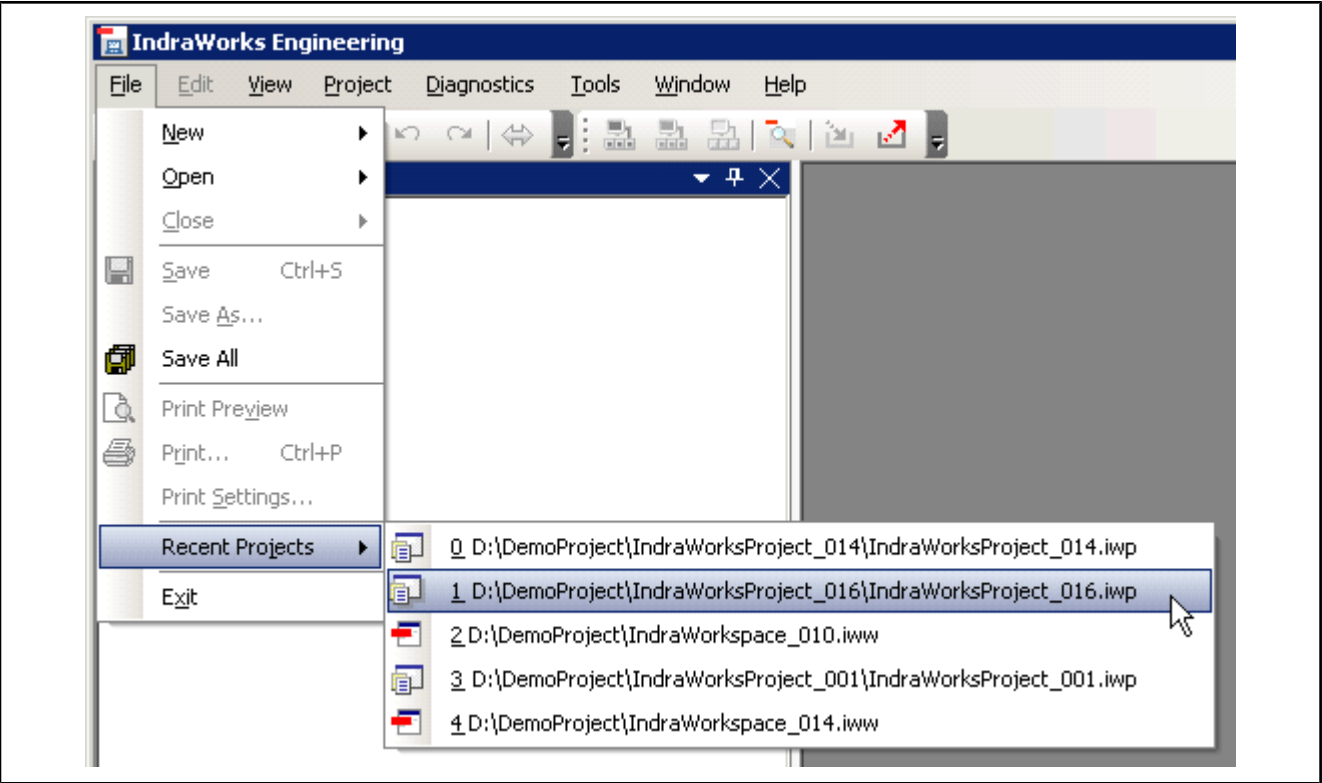 IndraWorks Engineering
File Edit View Project Diagnostics Tools Window Help
New
Open
Close
Save Ctrl+S
Save As...
Save All
Print Preview
Print... Ctrl+P
Print Settings...
Recent Projects
0 D:\DemoProject\IndraWorksProject_014\IndraWorksProject_014.iwp
1 D:\DemoProject\IndraWorksProject_016\IndraWorksProject_016.iwp
Exit
2 D:\DemoProject\IndraWorkspace_010.iww
3 D:\DemoProject\IndraWorksProject_001\IndraWorksProject_001.iwp
4 D:\DemoProject\IndraWorkspace_014.iww